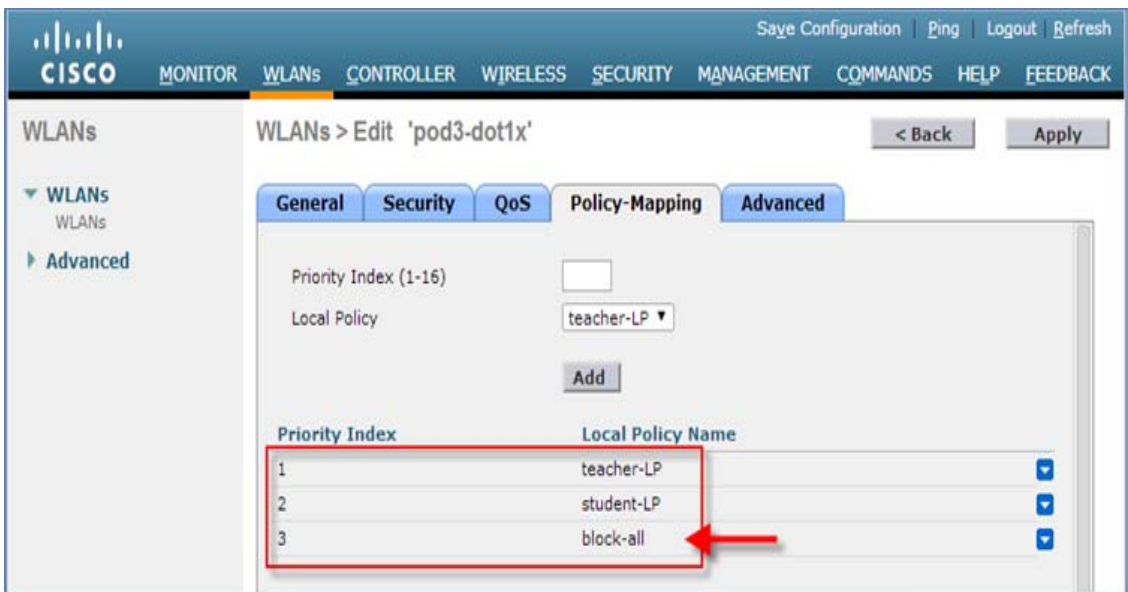 Save Configuration | Ping | Logout | Refresh
CISCO MONITOR WLANs CONTROLLER WIRELESS SECURITY MANAGEMENT COMMANDS HELP FEEDBACK
WLANs
WLANs > Edit 'pod3-dot1x'
< Back
Apply
WLANs
WLANs
Advanced
General Security QoS Policy-Mapping Advanced
Priority Index (1-16)
Local Policy teacher-LP
Add
Priority Index Local Policy Name
1 teacher-LP
2 student-LP
3 block-all